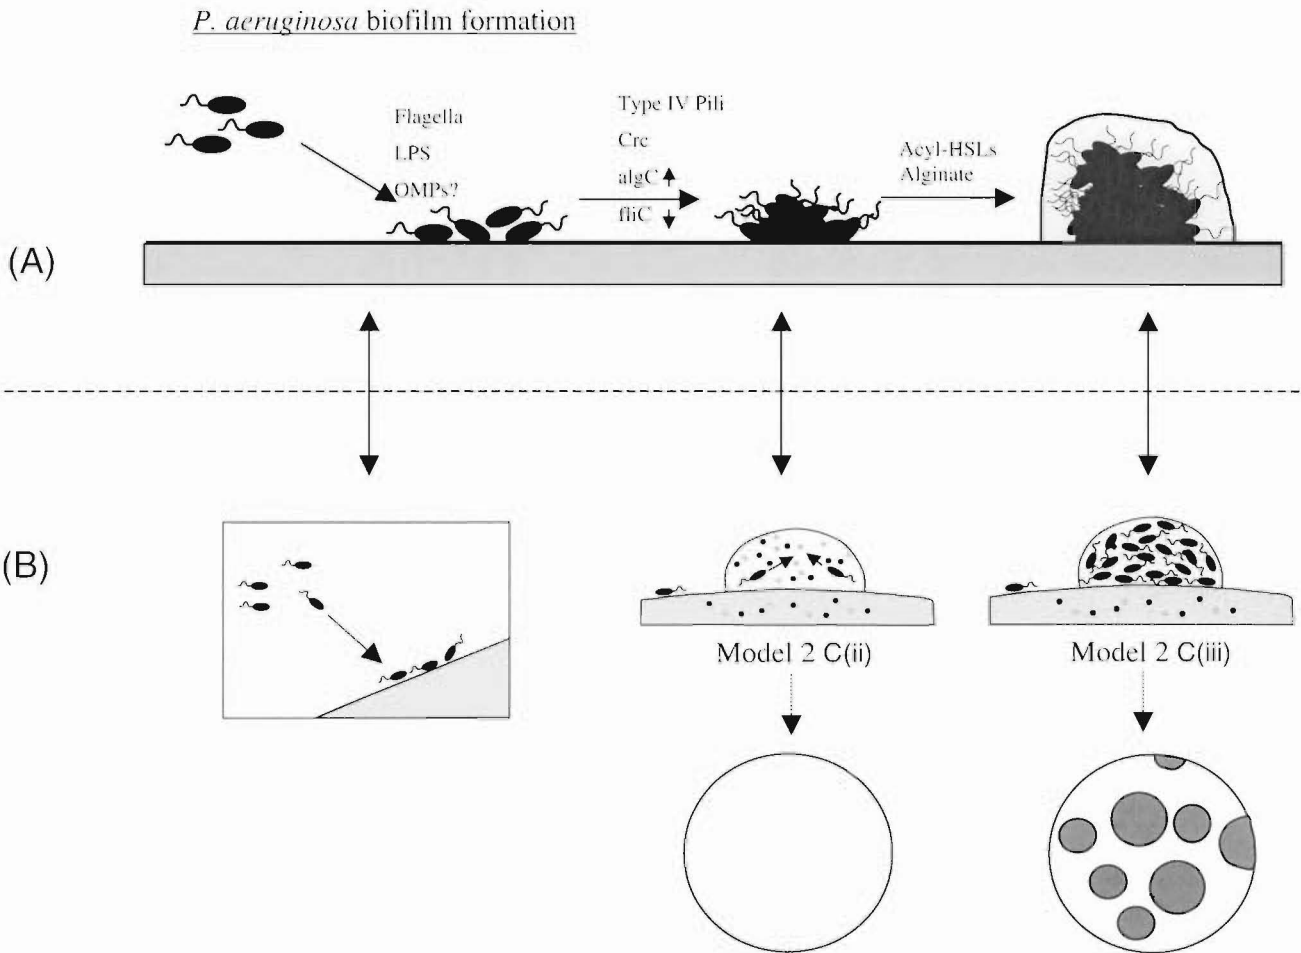 P. aeruginosa biofilm formation
Flagella
LPS
OMPs?
Type IV Pili
Crc
algC
fliC
Acyl-HSLs
Alginate
(A)
(B)
Model 2 C(ii)
Model 2 C(iii)